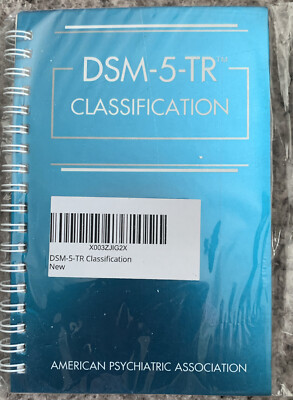 DSM-5-TR™
CLASSIFICATION
X003ZJIG2X
DSM-5-TR Classification
New
AMERICAN PSYCHIATRIC ASSOCIATION